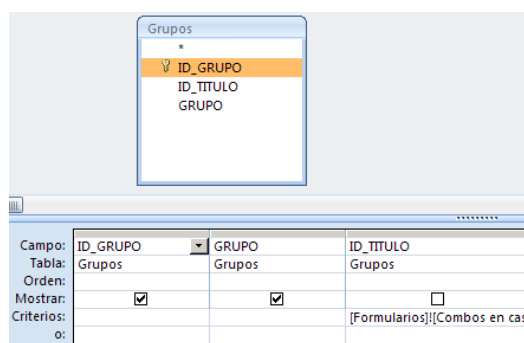 Grupos
*
ID_GRUPO
ID_TITULO
GRUPO
Campo: ID_GRUPO GRUPO ID_TITULO
Tabla: Grupos Grupos Grupos
Orden:
Mostrar:
Criterios: [Formularios]![Combos en cas
o: